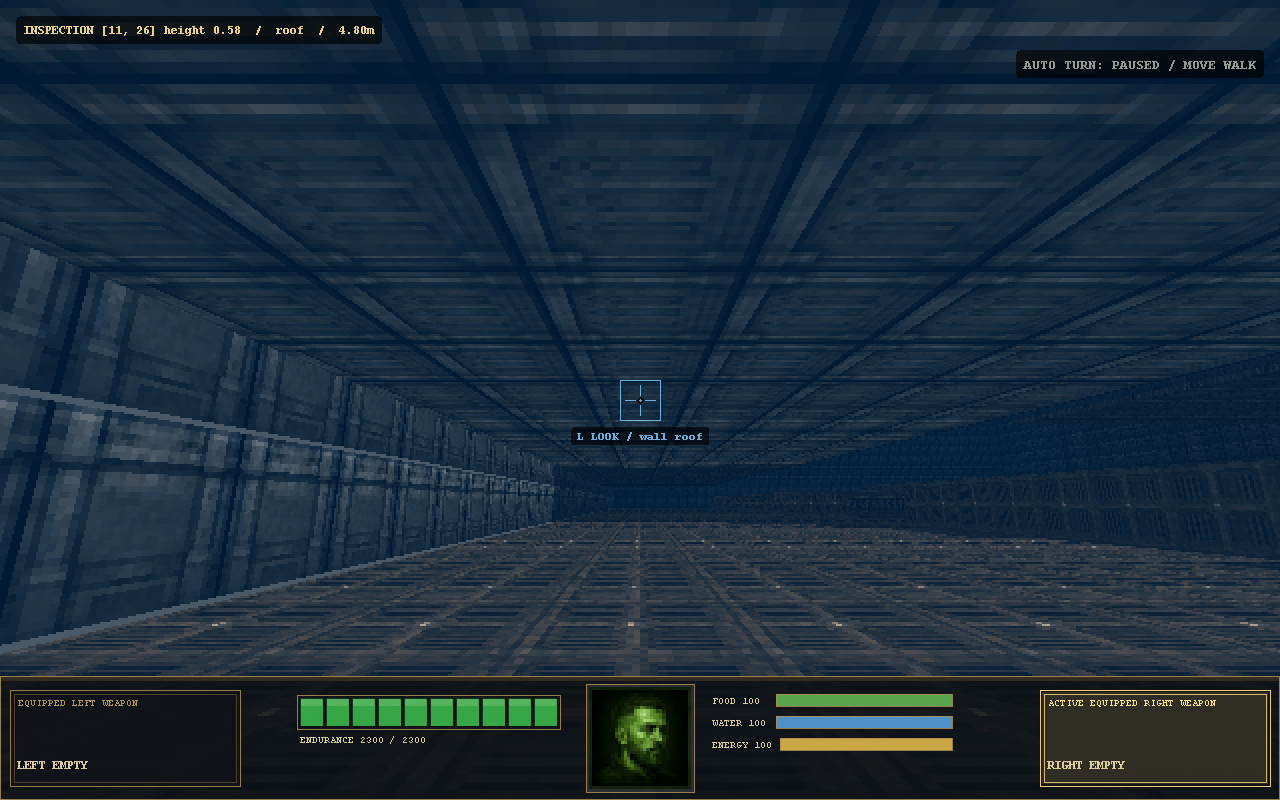 INSPECTION [11, 26] height 0.58 / roof / 4.80m
AUTO TURN: PAUSED / MOVE WALK
L LOOK / wall roof
EQUIPPED LEFT WEAPON
LEFT EMPTY
ENDURANCE 2300 / 2300
FOOD 100
WATER 100
ENERGY 100
ACTIVE EQUIPPED RIGHT WEAPON
RIGHT EMPTY